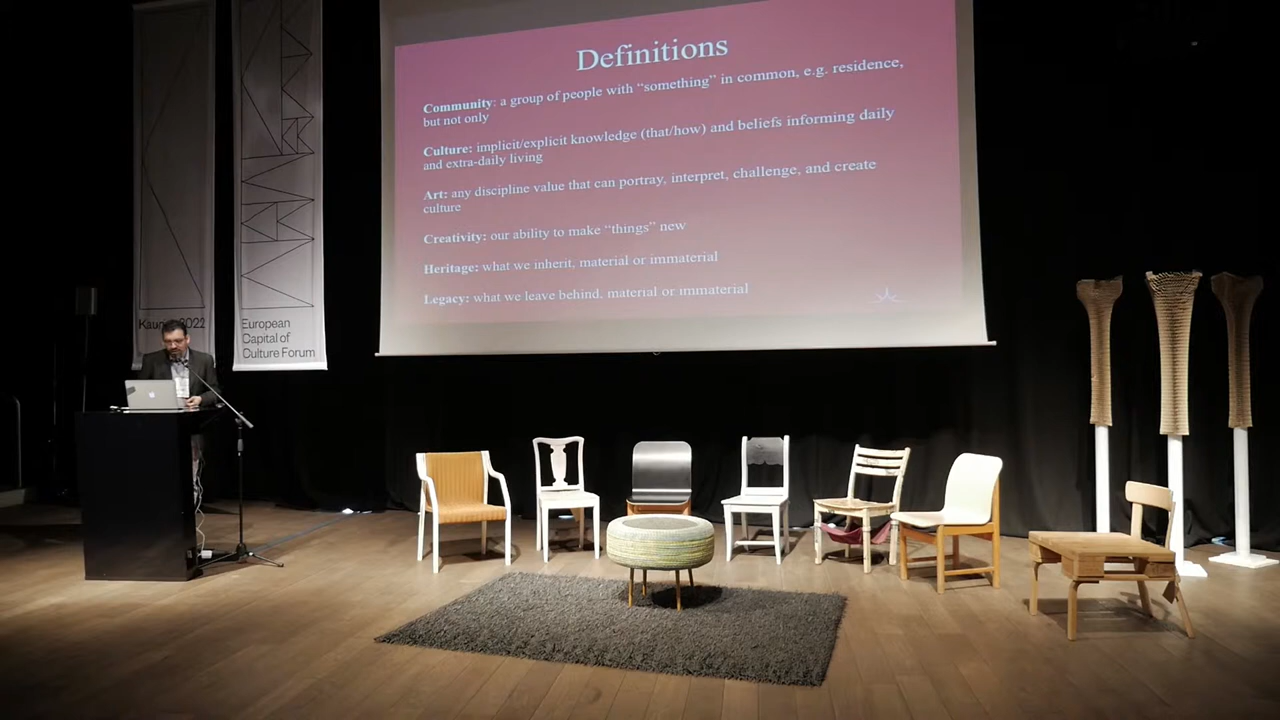 Definitions
Community: a group of people with “something” in common, e.g. residence,
but not only
Culture: implicit/explicit knowledge (that/how) and beliefs informing daily
and extra-daily living
Art: any discipline value that can portray, interpret, challenge, and create
culture
Creativity: our ability to make “things” new
Heritage: what we inherit, material or immaterial
Legacy: what we leave behind, material or immaterial
Kaunas 2022
European
Capital of
Culture Forum